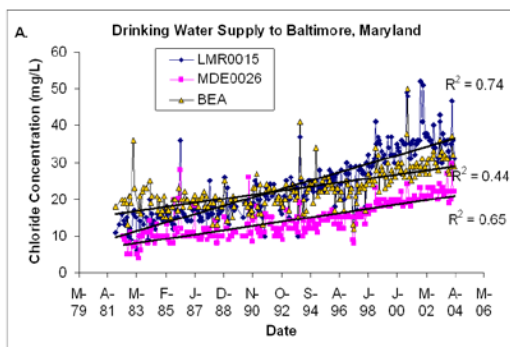 A.
Drinking Water Supply to Baltimore, Maryland
LMR0015
MDE0026
BEA
R² = 0.74
R² = 0.44
R² = 0.65
Chloride Concentration (mg/L)
60
50
40
30
20
10
0
M- A- M- F- D- N- O- S- J- J- M- M- F- M-
79 81 83 85 88 90 92 94 96 98 00 02 04 06
Date